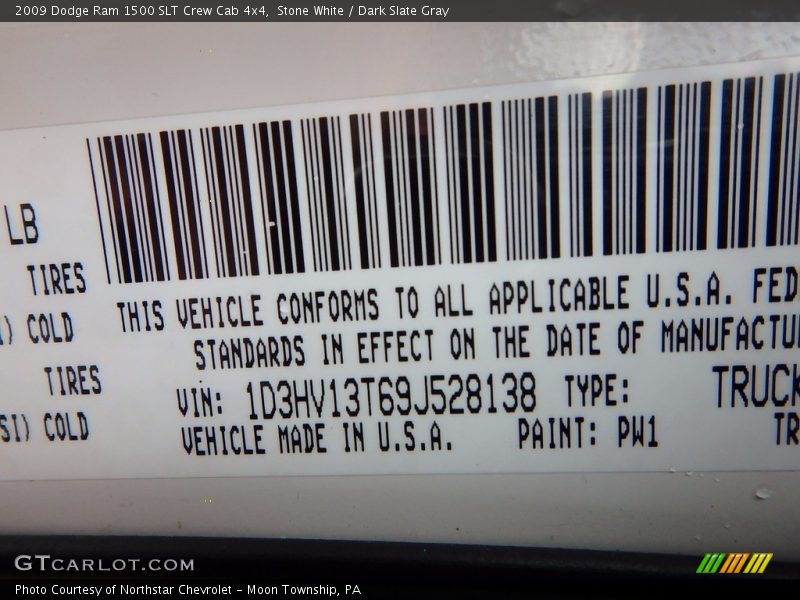 2009 Dodge Ram 1500 SLT Crew Cab 4x4,  Stone White / Dark Slate Gray
LB
TIRES
COLD
TIRES
SI) COLD
THIS VEHICLE CONFORMS TO ALL APPLICABLE U.S.A. FED
STANDARDS IN EFFECT ON THE DATE OF MANUFACTU
VIN: 1D3HV13T69J528138 TYPE: TRUCK
VEHICLE MADE IN U.S.A. PAINT: PW1 TR
GTCARLOT.COM
Photo Courtesy of Northstar Chevrolet - Moon Township, PA